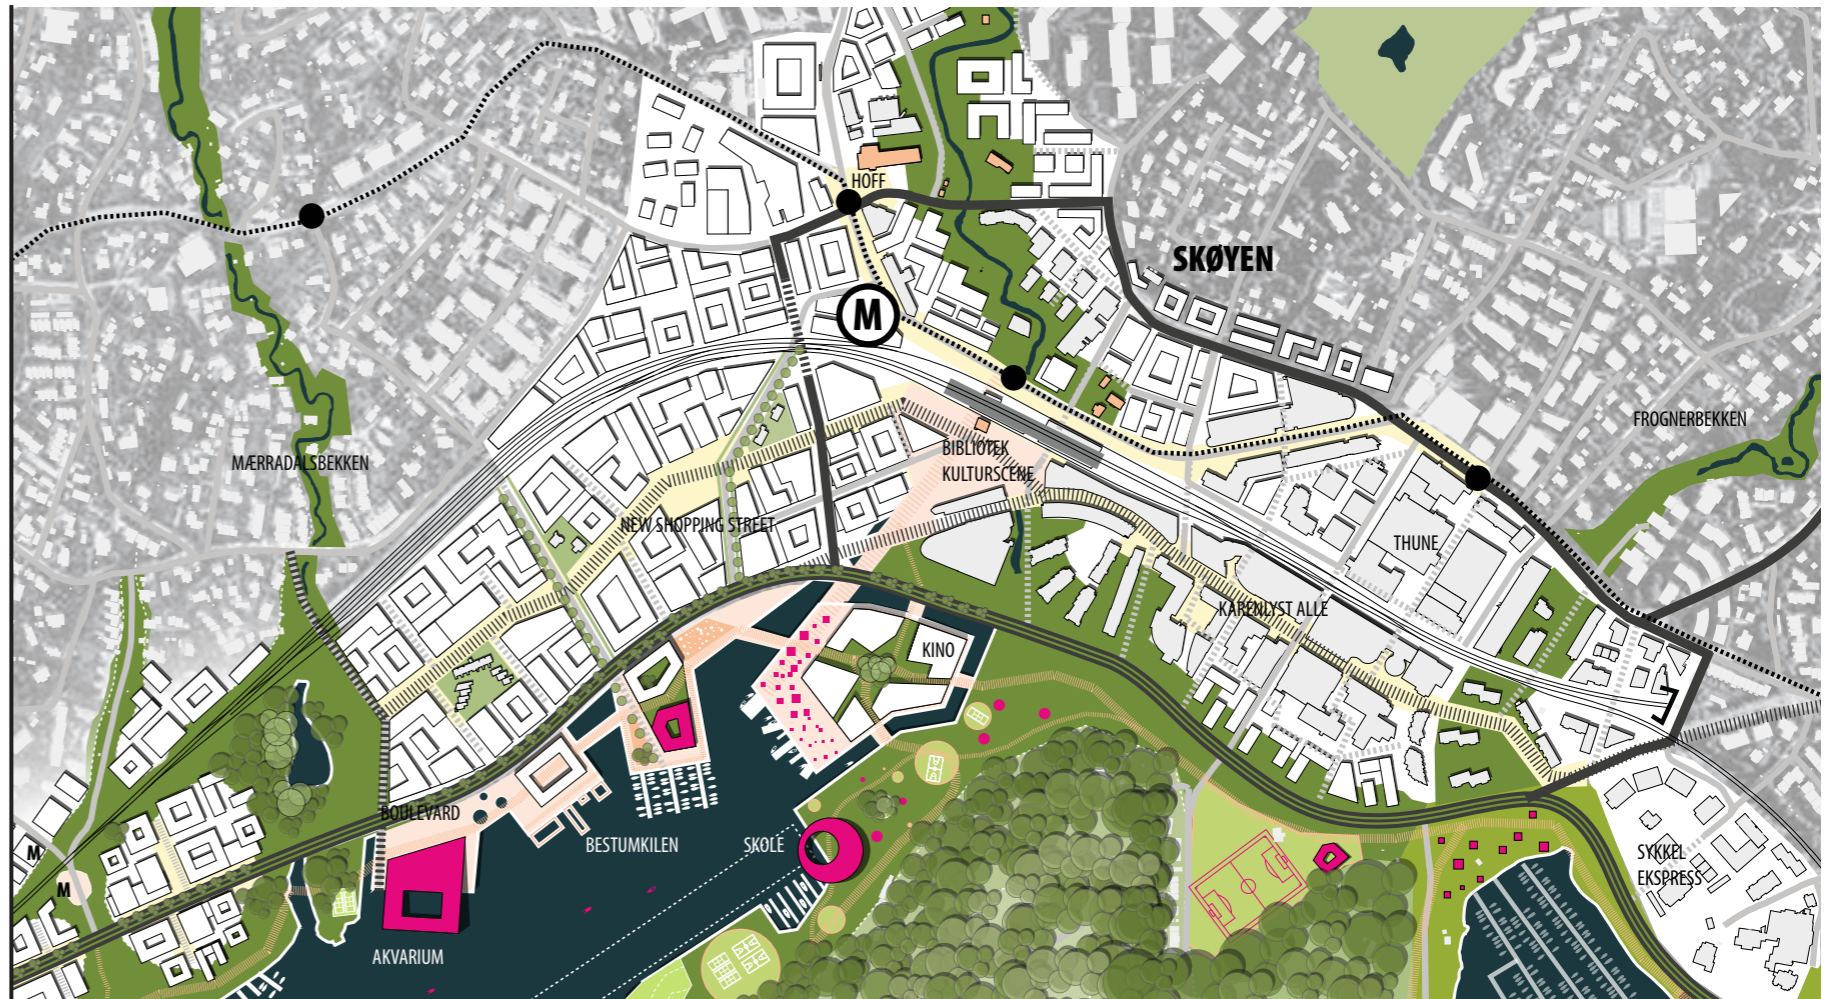 HOFF
SKØYEN
M
FROGNERBEKKEN
MÆRRADALSBEKKEN
BIBLIOTEK
KULTURSCENE
NEW SHOPPING STREET
THUNE
KARENLYST ALLE
KINO
BOULEVARD
BESTUMKILEN
SKOLE
M
M
SYKKEL
EKSPRESS
AKVARIUM